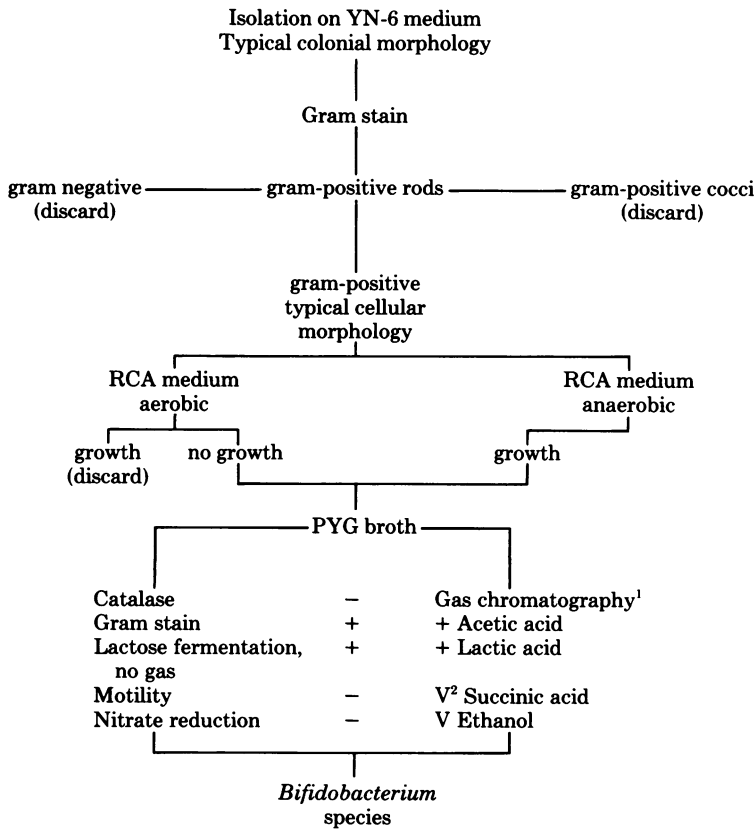 Isolation on YN-6 medium
Typical colonial morphology
Gram stain
gram negative
(discard)
gram-positive rods
gram-positive cocci
(discard)
gram-positive
typical cellular
morphology
RCA medium
aerobic
RCA medium
anaerobic
growth
(discard)
no growth
growth
PYG broth
Catalase −
Gram stain +
Lactose fermentation, +
no gas
Motility −
Nitrate reduction −
Gas chromatography¹
+ Acetic acid
+ Lactic acid
V² Succinic acid
V Ethanol
Bifidobacterium
species